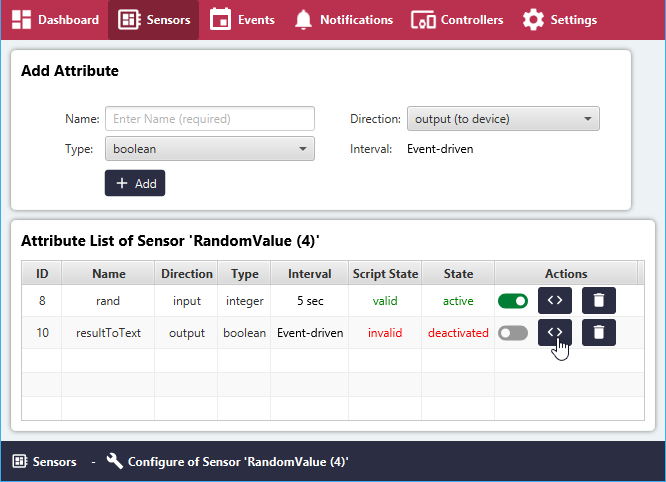 Dashboard Sensors Events Notifications Controllers Settings
Add Attribute
Name: Enter Name (required) Direction: output (to device)
Type: boolean Interval: Event-driven
+ Add
Attribute List of Sensor 'RandomValue (4)'
ID Name Direction Type Interval Script State State Actions
8 rand input integer 5 sec valid active <>
10 resultToText output boolean Event-driven invalid deactivated <>
Sensors - Configure of Sensor 'RandomValue (4)'